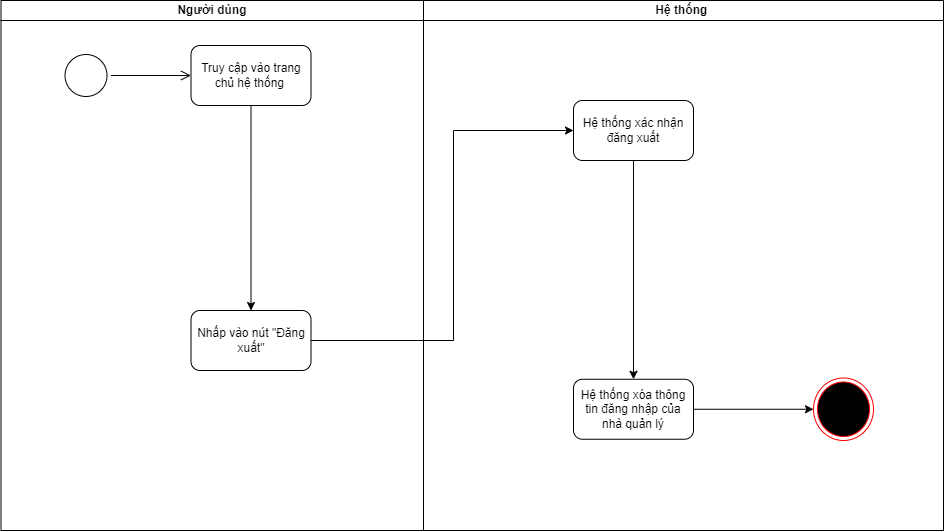 Người dùng
Hệ thống
Truy cập vào trang
chủ hệ thống
Hệ thống xác nhận
đăng xuất
Nhấp vào nút "Đăng
xuất"
Hệ thống xóa thông
tin đăng nhập của
nhà quản lý